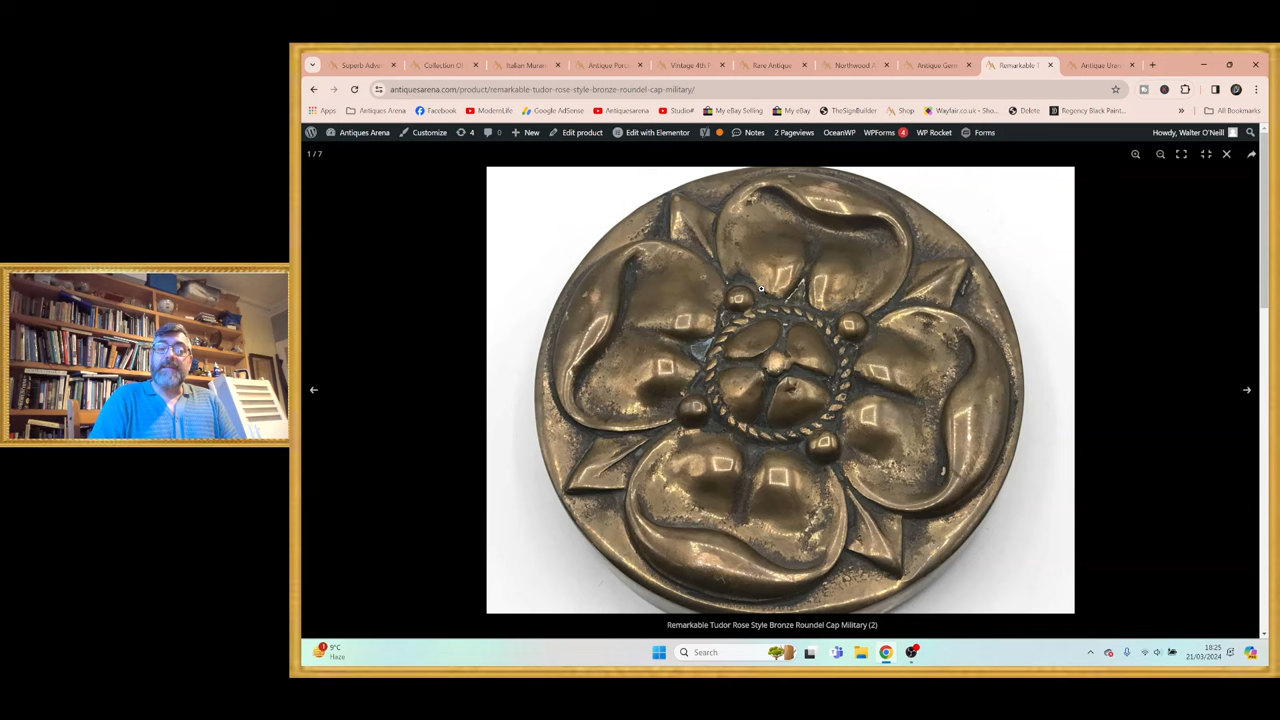 Superb Adve
Collection Of
Italian Muran
Antique Porc
Vintage 4th P
Rare Antique
Northwood A
Antique Gem
Remarkable T
Antique Uran
antiquesarena.com/product/remarkable-tudor-rose-style-bronze-roundel-cap-military/
Apps
Antiques Arena
Facebook
ModernLife
Google AdSense
Studio#
My eBay Selling
My eBay
TheSignBuilder
Shop
Wayfair.co.uk - Sho...
Delete
Regency Black Paint...
All Bookmarks
Antiques Arena
Customize
4
0
New
Edit product
Edit with Elementor
Notes
2 Pageviews
OceanWP
WPForms 4
WP Rocket
Forms
Howdy, Walter O'Neill
1 / 7
Remarkable Tudor Rose Style Bronze Roundel Cap Military (2)
1
9°C
Haze
Search
18:25
21/03/2024